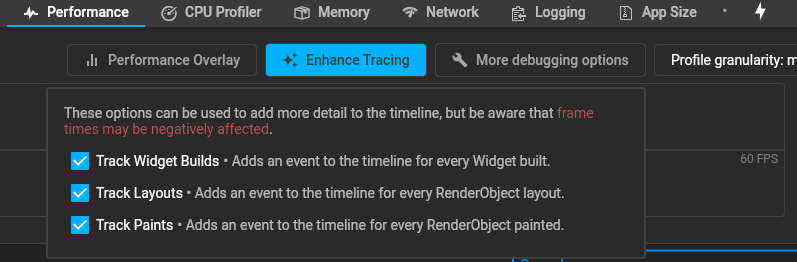 Performance CPU Profiler Memory Network Logging App Size
Performance Overlay Enhance Tracing More debugging options Profile granularity:
These options can be used to add more detail to the timeline, but be aware that frame
times may be negatively affected.
60 FPS
Track Widget Builds • Adds an event to the timeline for every Widget built.
Track Layouts • Adds an event to the timeline for every RenderObject layout.
Track Paints • Adds an event to the timeline for every RenderObject painted.